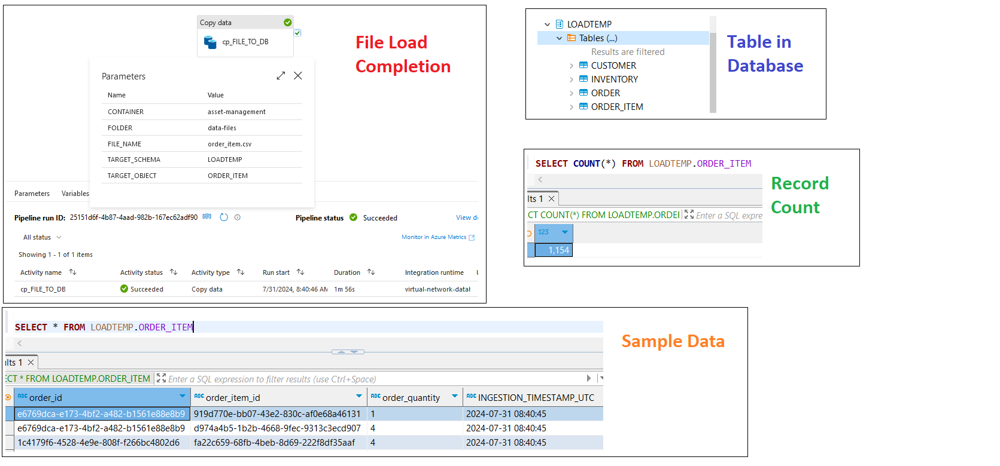 Copy data
cp_FILE_TO_DB
File Load
Completion
Parameters
Name Value
CONTAINER asset-management
FOLDER data-files
FILE_NAME order_item.csv
TARGET_SCHEMA LOADTEMP
TARGET_OBJECT ORDER_ITEM
Parameters Variables
Pipeline run ID: 25151d6f-4b87-4aad-982b-167ec62adf90 [@] Pipeline status Succeeded View de
All status
Monitor in Azure Metrics
Showing 1 - 1 of 1 items
Activity name Activity status Activity type Run start Duration Integration runtime
cp_FILE_TO_DB Succeeded Copy data 7/31/2024, 8:40:46 AM 1m 56s virtual-network-datal
LOADTEMP
Tables (...)
Results are filtered
CUSTOMER
INVENTORY
ORDER
ORDER_ITEM
Table in
Database
SELECT COUNT(*) FROM LOADTEMP.ORDER_ITEM
lts 1
CT COUNT(*) FROM LOADTEMP.ORDEI Enter a SQL expre
123
1,154
Record
Count
SELECT * FROM LOADTEMP.ORDER_ITEM
Sample Data
lts 1
ECT * FROM LOADTEMP.ORDER_ITEM Enter a SQL expression to filter results (use Ctrl+Space)
ABC order_id ABC order_item_id ABC order_quantity ABC INGESTION_TIMESTAMP_UTC
e6769dca-e173-4bf2-a482-b1561e88e8b9 919d770e-bb07-43e2-830c-af0e68a46131 1 2024-07-31 08:40:45
e6769dca-e173-4bf2-a482-b1561e88e8b9 d974a4b5-1b2b-4668-9fec-9313c3ecd907 4 2024-07-31 08:40:45
1c4179f6-4528-4e9e-808f-f266bc4802d6 fa22c659-68fb-4beb-8d69-222f8df35aaf 4 2024-07-31 08:40:45